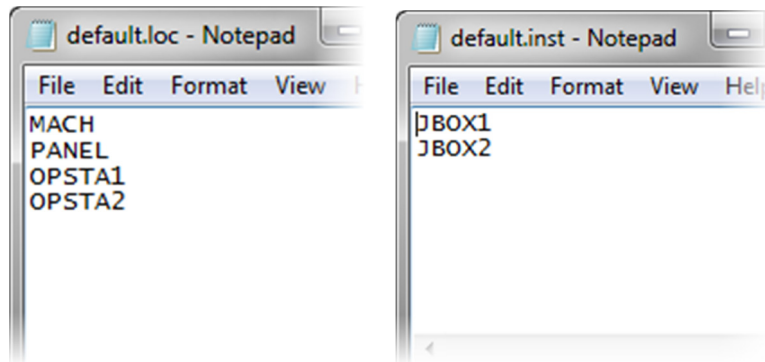 default.loc - Notepad
File Edit Format View
MACH
PANEL
OPSTA1
OPSTA2
default.inst - Notepad
File Edit Format View Help
JBOX1
JBOX2